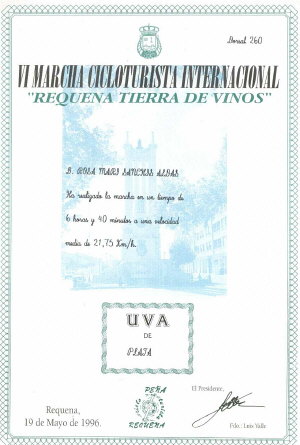 Dorsal 260
VI MARCHA CICLOTURISTA INTERNACIONAL
"REQUENA TIERRA DE VINOS"
D. ROSA MARI SANCHIS ALBAS
Ha realizado la marcha en un tiempo de
6 horas y 40 minutos a una velocidad
media de 21,75 Km/h.
UVA
DE
PLATA
PEÑA
REQUENA
El Presidente,
Fdo.: Luis Valle
Requena,
19 de Mayo de 1996.